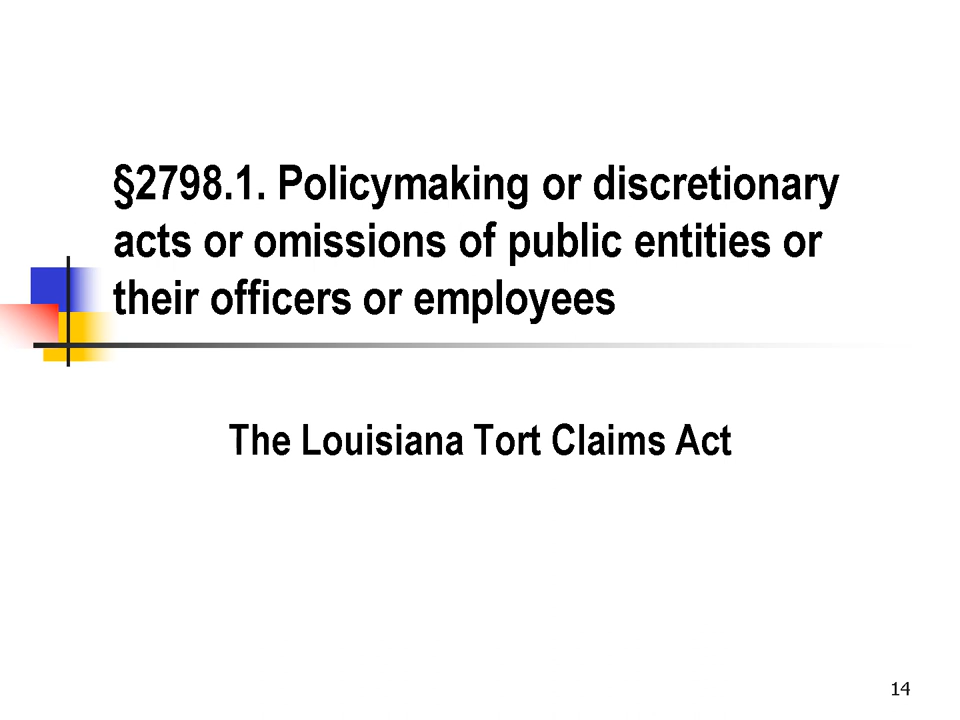 §2798.1. Policymaking or discretionary
acts or omissions of public entities or
their officers or employees
The Louisiana Tort Claims Act
14